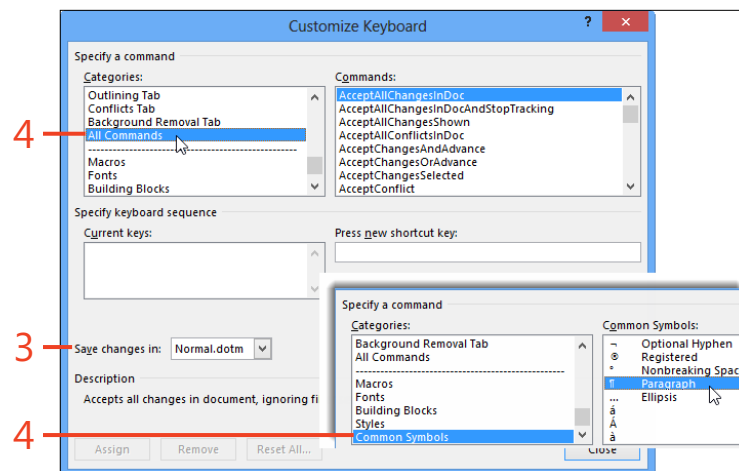 Customize Keyboard ? ×
Specify a command
Categories:
Outlining Tab
Conflicts Tab
Background Removal Tab
All Commands
Macros
Fonts
Building Blocks
Commands:
AcceptAllChangesInDoc
AcceptAllChangesInDocAndStopTracking
AcceptAllChangesShown
AcceptAllConflictsInDoc
AcceptChangesAndAdvance
AcceptChangesOrAdvance
AcceptChangesSelected
AcceptConflict
4
Specify keyboard sequence
Current keys:
Press new shortcut key:
3
Save changes in: Normal.dotm
Description
Accepts all changes in document, ignoring fi
4
Assign Remove Reset All...
Close
Specify a command
Categories:
Background Removal Tab
All Commands
Macros
Fonts
Building Blocks
Styles
Common Symbols
Common Symbols:
¬ Optional Hyphen
® Registered
° Nonbreaking Spac
¶ Paragraph
... Ellipsis
á
Á
à